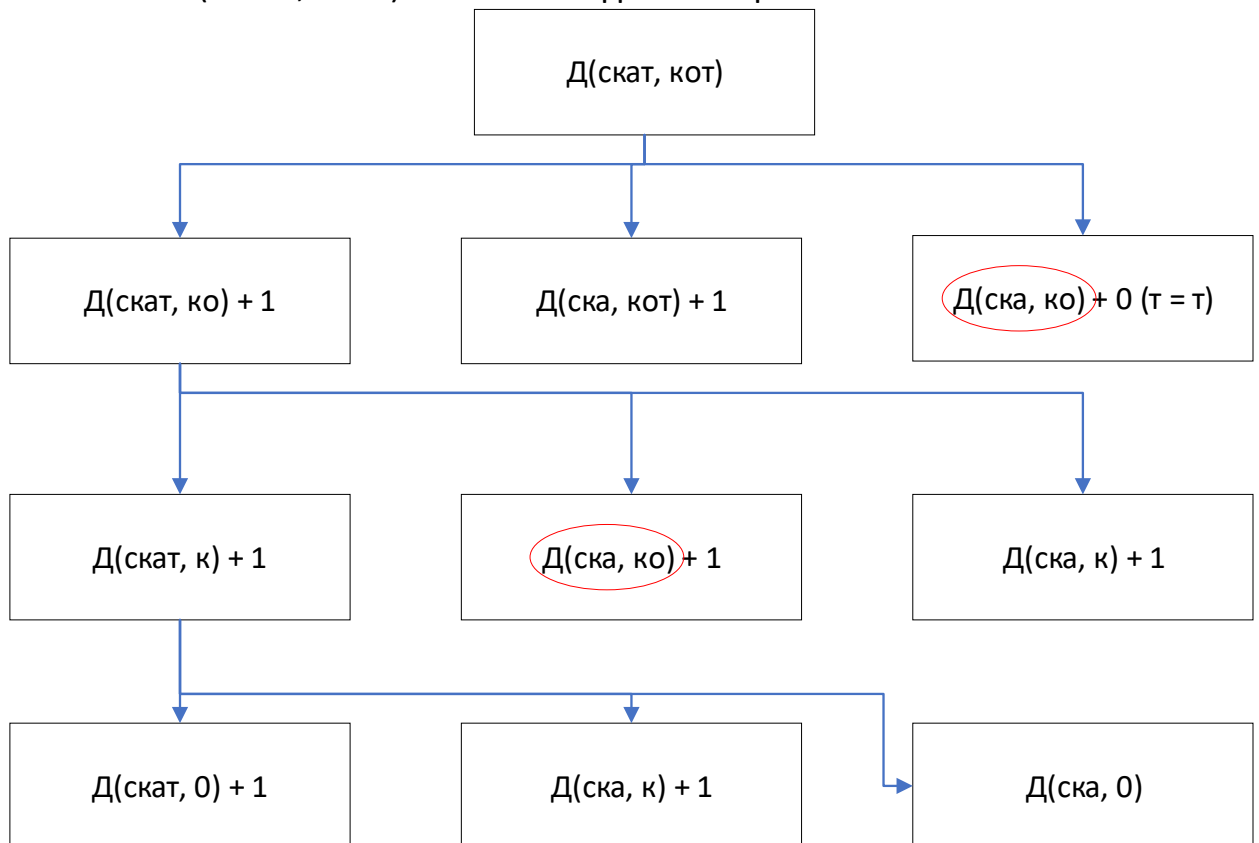 Д(скат, кот)
Д(скат, ко) + 1
Д(ска, кот) + 1
Д(ска, ко) + 0 (т = т)
Д(скат, к) + 1
Д(ска, ко) + 1
Д(ска, к) + 1
Д(скат, 0) + 1
Д(ска, к) + 1
Д(ска, 0)